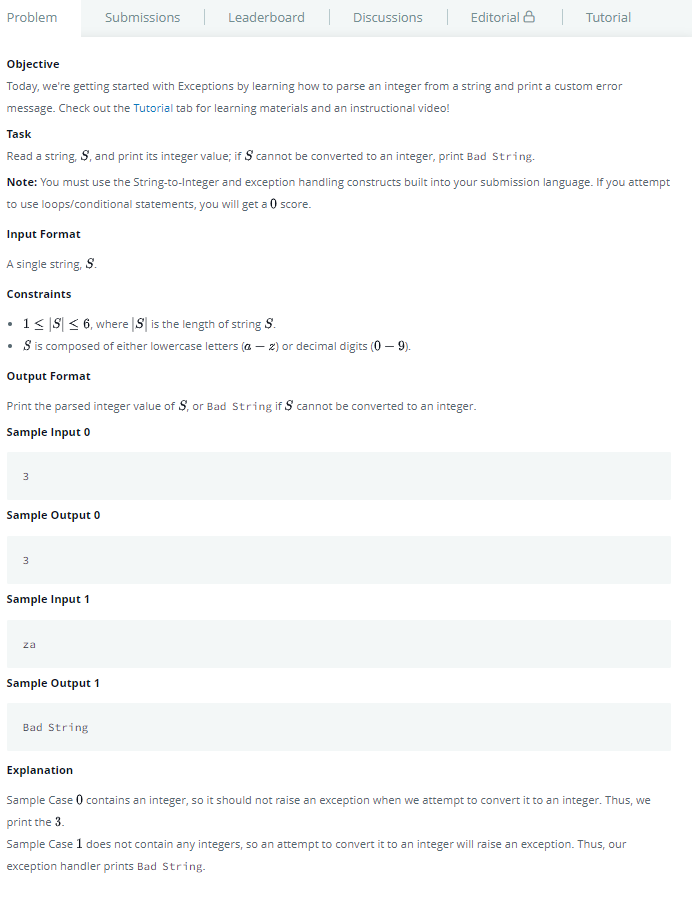 Problem Submissions Leaderboard Discussions Editorial Tutorial
Objective
Today, we're getting started with Exceptions by learning how to parse an integer from a string and print a custom error
message. Check out the Tutorial tab for learning materials and an instructional video!
Task
Read a string, S, and print its integer value; if S cannot be converted to an integer, print Bad String.
Note: You must use the String-to-Integer and exception handling constructs built into your submission language. If you attempt
to use loops/conditional statements, you will get a 0 score.
Input Format
A single string, S.
Constraints
• 1 ≤ |S| ≤ 6, where |S| is the length of string S.
• S is composed of either lowercase letters (a − z) or decimal digits (0 − 9).
Output Format
Print the parsed integer value of S, or Bad String if S cannot be converted to an integer.
Sample Input 0
3
Sample Output 0
3
Sample Input 1
za
Sample Output 1
Bad String
Explanation
Sample Case 0 contains an integer, so it should not raise an exception when we attempt to convert it to an integer. Thus, we
print the 3.
Sample Case 1 does not contain any integers, so an attempt to convert it to an integer will raise an exception. Thus, our
exception handler prints Bad String.